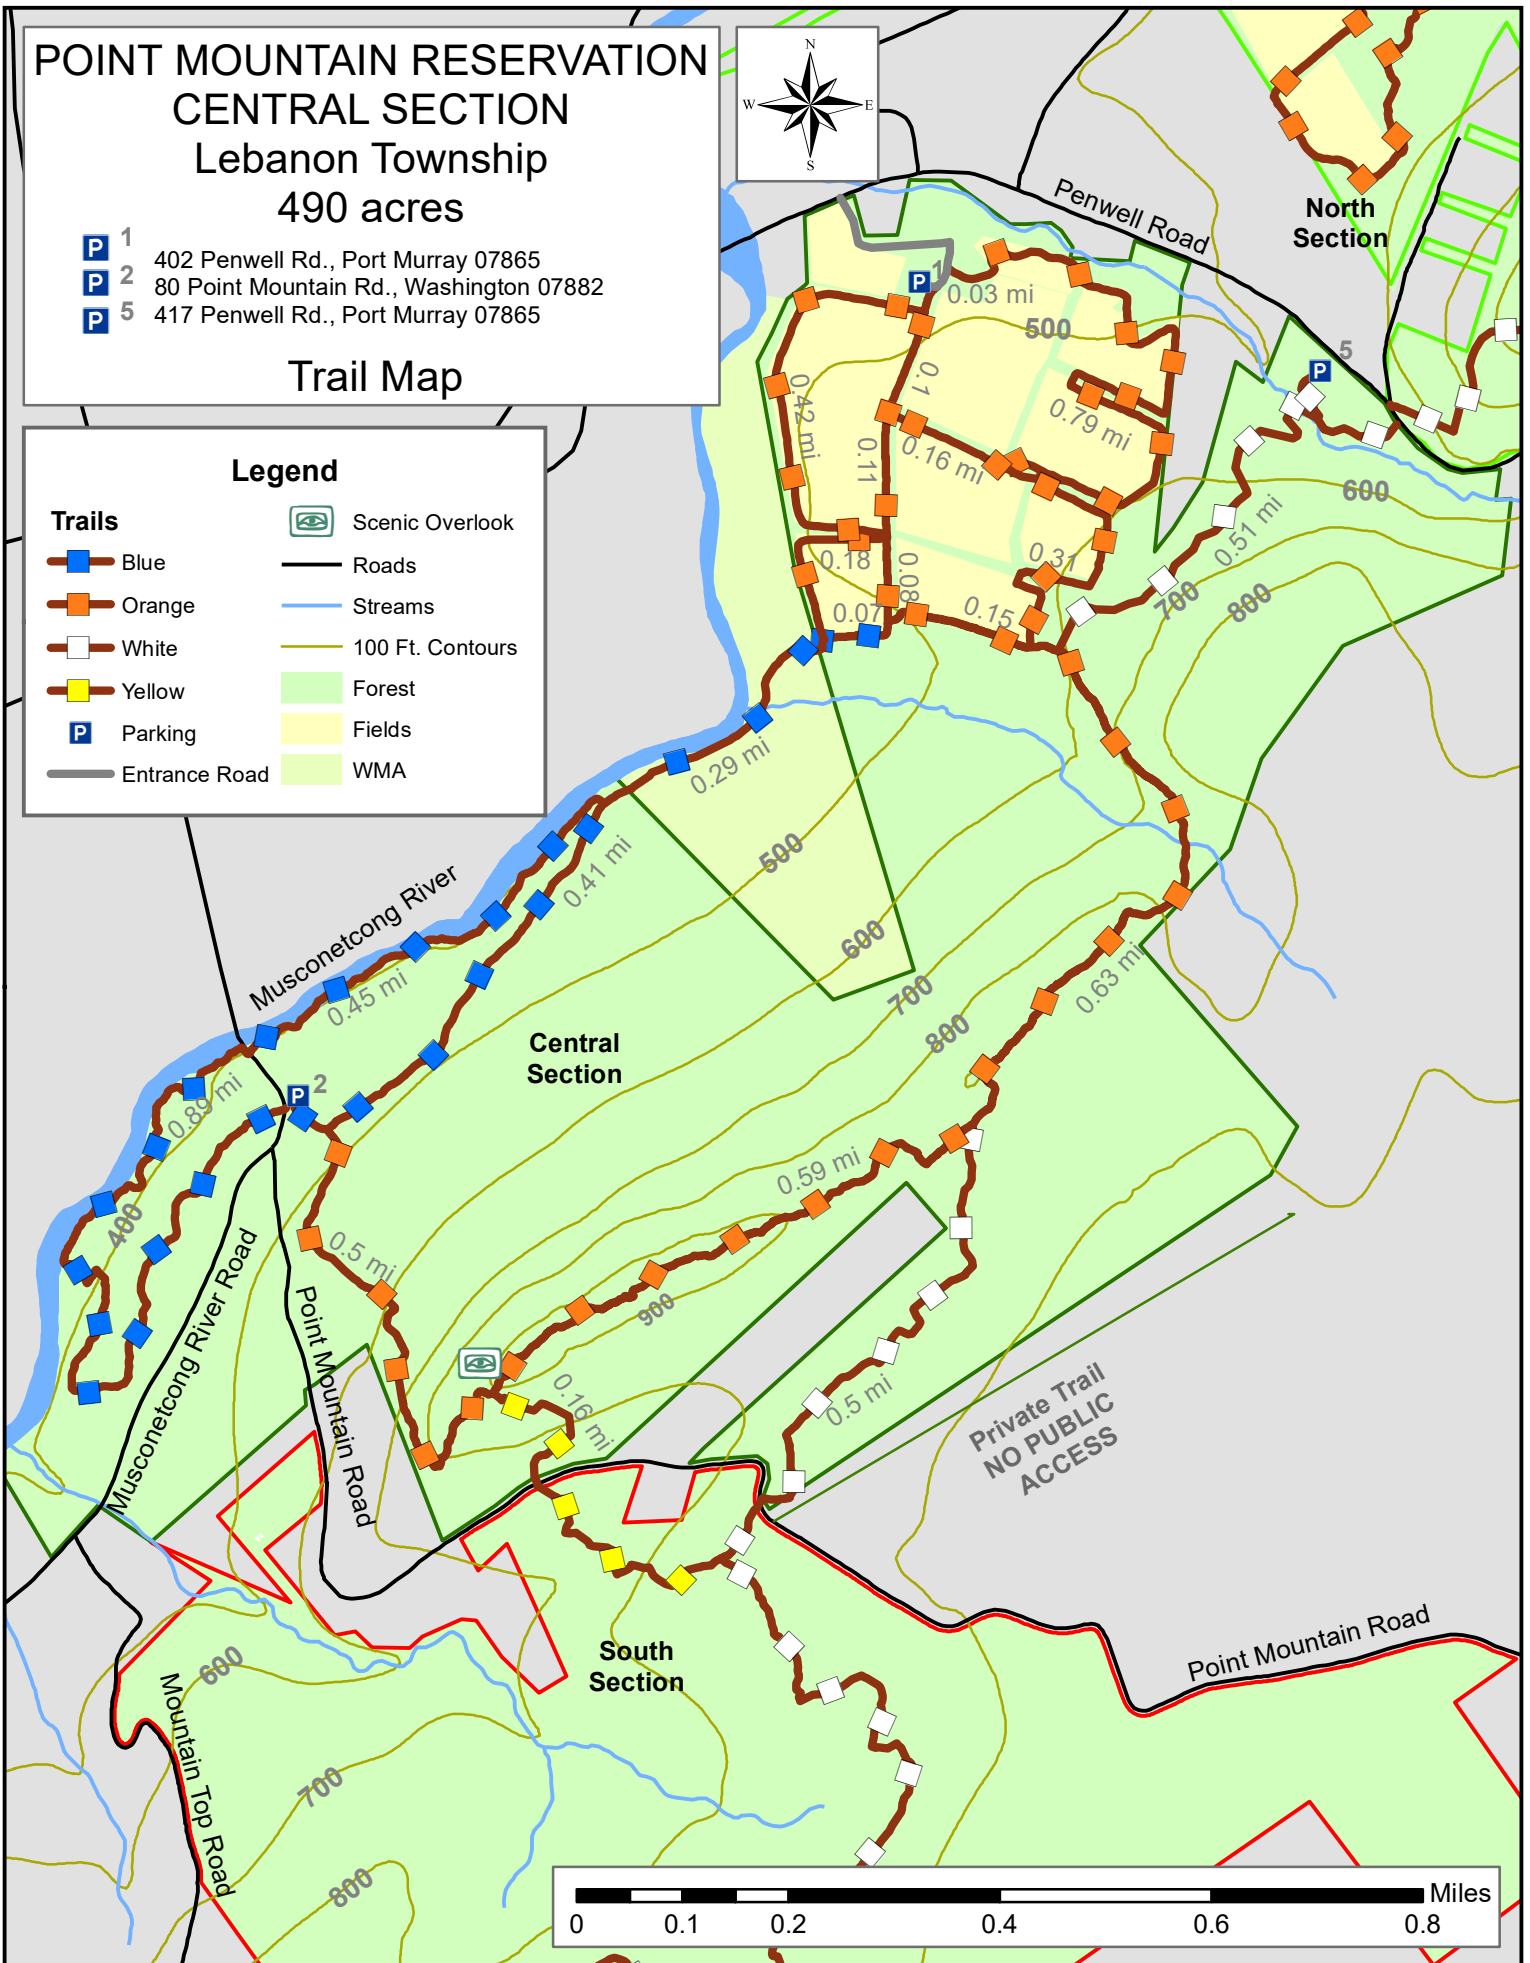 POINT MOUNTAIN RESERVATION
CENTRAL SECTION
Lebanon Township
490 acres
P 1 402 Penwell Rd., Port Murray 07865
P 2 80 Point Mountain Rd., Washington 07882
P 5 417 Penwell Rd., Port Murray 07865
Trail Map
N
W E
S
Legend
Trails
Blue
Orange
White
Yellow
P Parking
Entrance Road
Scenic Overlook
Roads
Streams
100 Ft. Contours
Forest
Fields
WMA
Penwell Road
North
Section
P 1
0.03 mi
500
P 5
0.1
0.42 mi
0.79 mi
0.16 mi
0.11
600
0.51 mi
0.18
0.08
0.31
0.07
0.15
700
800
0.29 mi
500
0.41 mi
Musconetcong River
600
0.45 mi
700
800
0.63 mi
Central
Section
P 2
0.89 mi
400
0.59 mi
0.5 mi
Musconetcong River Road
Point Mountain Road
900
0.16 mi
0.5 mi
Private Trail
NO PUBLIC
ACCESS
South
Section
Point Mountain Road
600
Mountain Top Road
700
800
Miles
0 0.1 0.2 0.4 0.6 0.8